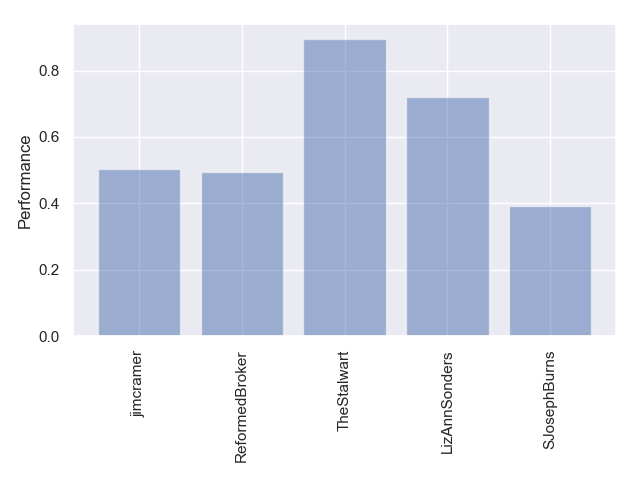 0.8
0.6
0.4
0.2
0.0
Performance
jimcramer
ReformedBroker
TheStalwart
LizAnnSonders
SJosephBurns